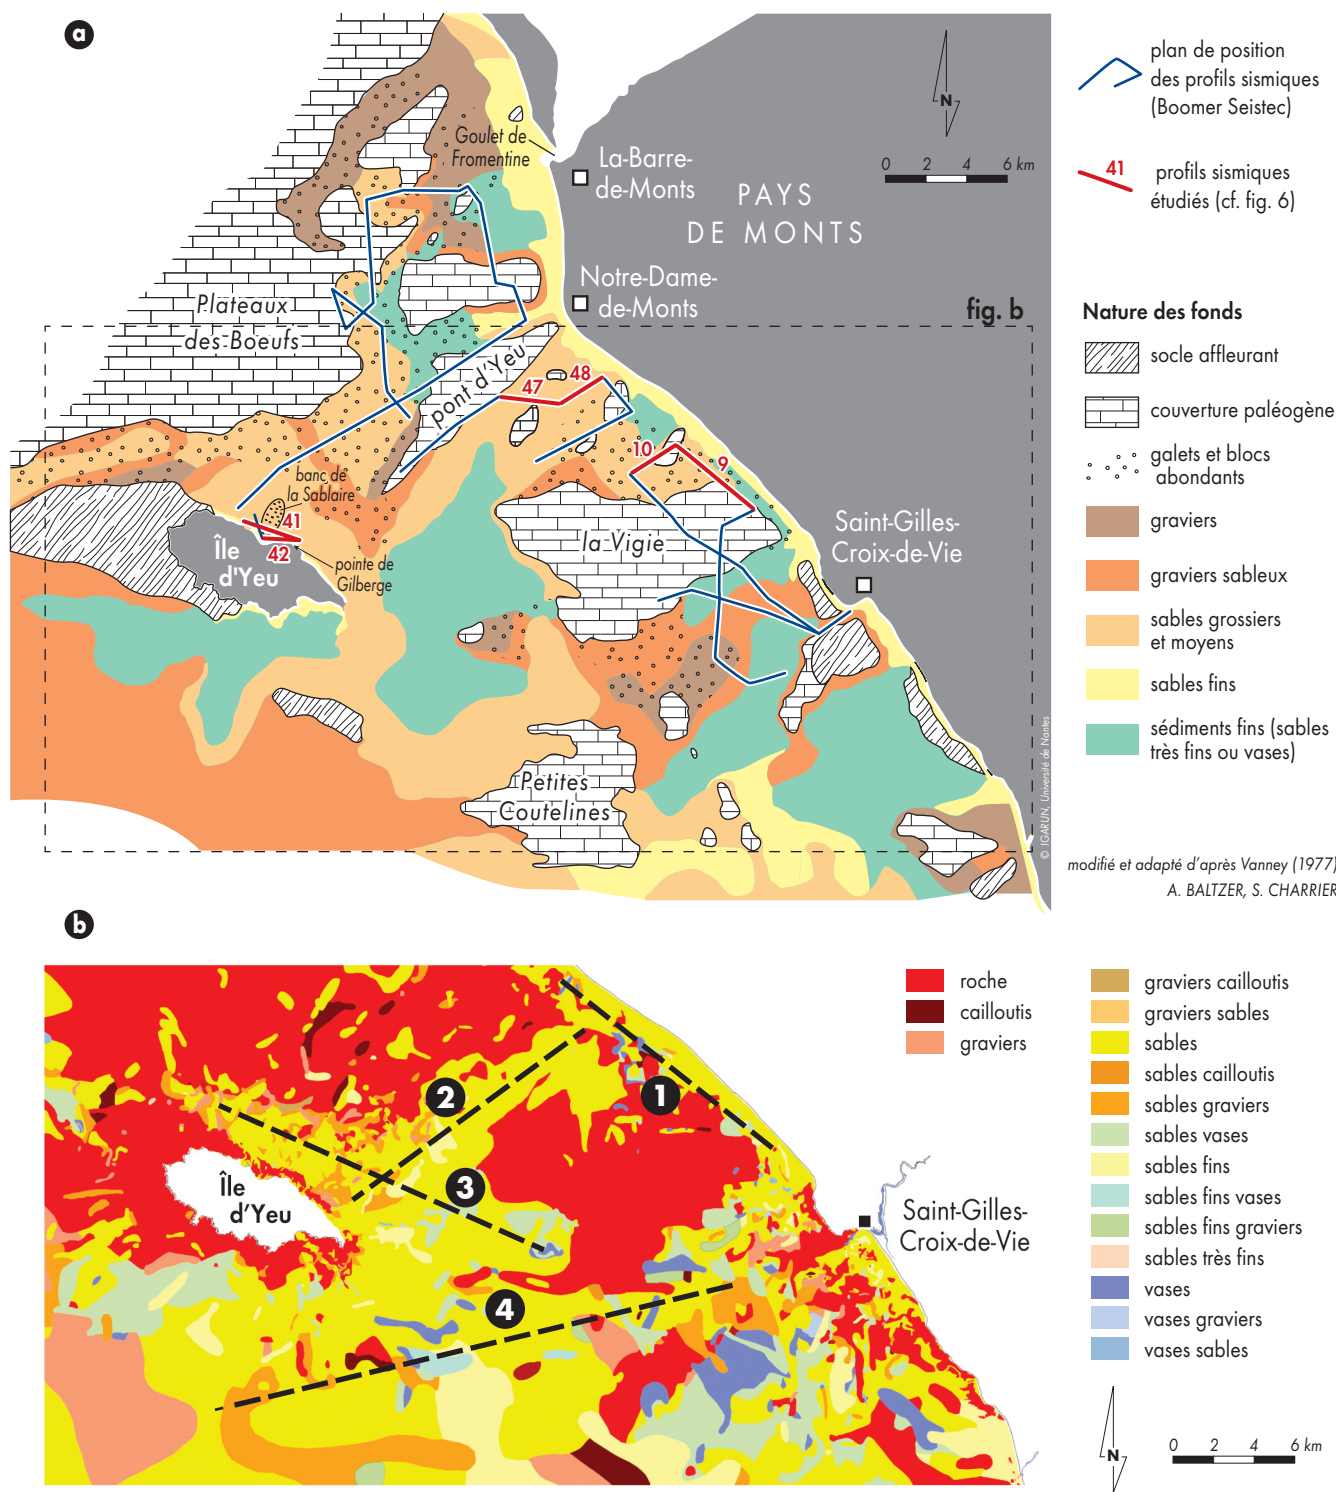 a
Goulet de
Fromentine
La-Barre-
de-Monts
PAYS
DE MONTS
N
0 2 4 6 km
Notre-Dame-
de-Monts
Plateaux
des-Boeufs
fig. b
pont d'Yeu
47
48
10
9
banc de
la Sablaire
41
42
Île
d'Yeu
pointe de
Gilberge
la Vigie
Saint-Gilles-
Croix-de-Vie
Petites
Coutelines
© IGARUN, Université de Nantes
plan de position
des profils sismiques
(Boomer Seistec)
41
profils sismiques
étudiés (cf. fig. 6)
Nature des fonds
socle affleurant
couverture paléogène
galets et blocs
abondants
graviers
graviers sableux
sables grossiers
et moyens
sables fins
sédiments fins (sables
très fins ou vases)
modifié et adapté d'après Vanney (1977)
A. BALTZER, S. CHARRIER
b
1
2
3
4
Île
d'Yeu
Saint-Gilles-
Croix-de-Vie
roche
cailloutis
graviers
graviers cailloutis
graviers sables
sables
sables cailloutis
sables graviers
sables vases
sables fins
sables fins vases
sables fins graviers
sables très fins
vases
vases graviers
vases sables
N
0 2 4 6 km